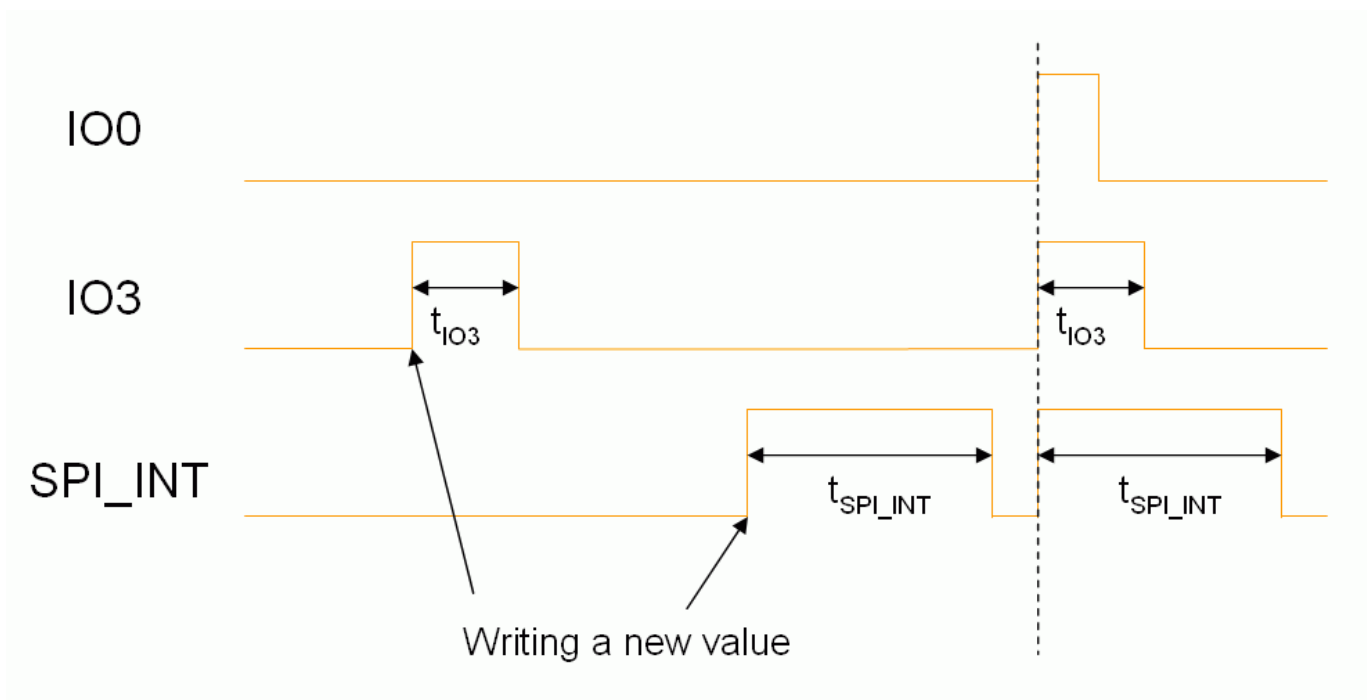 IO0
IO3
tIO3
tIO3
SPI_INT
tSPI_INT
tSPI_INT
Writing a new value